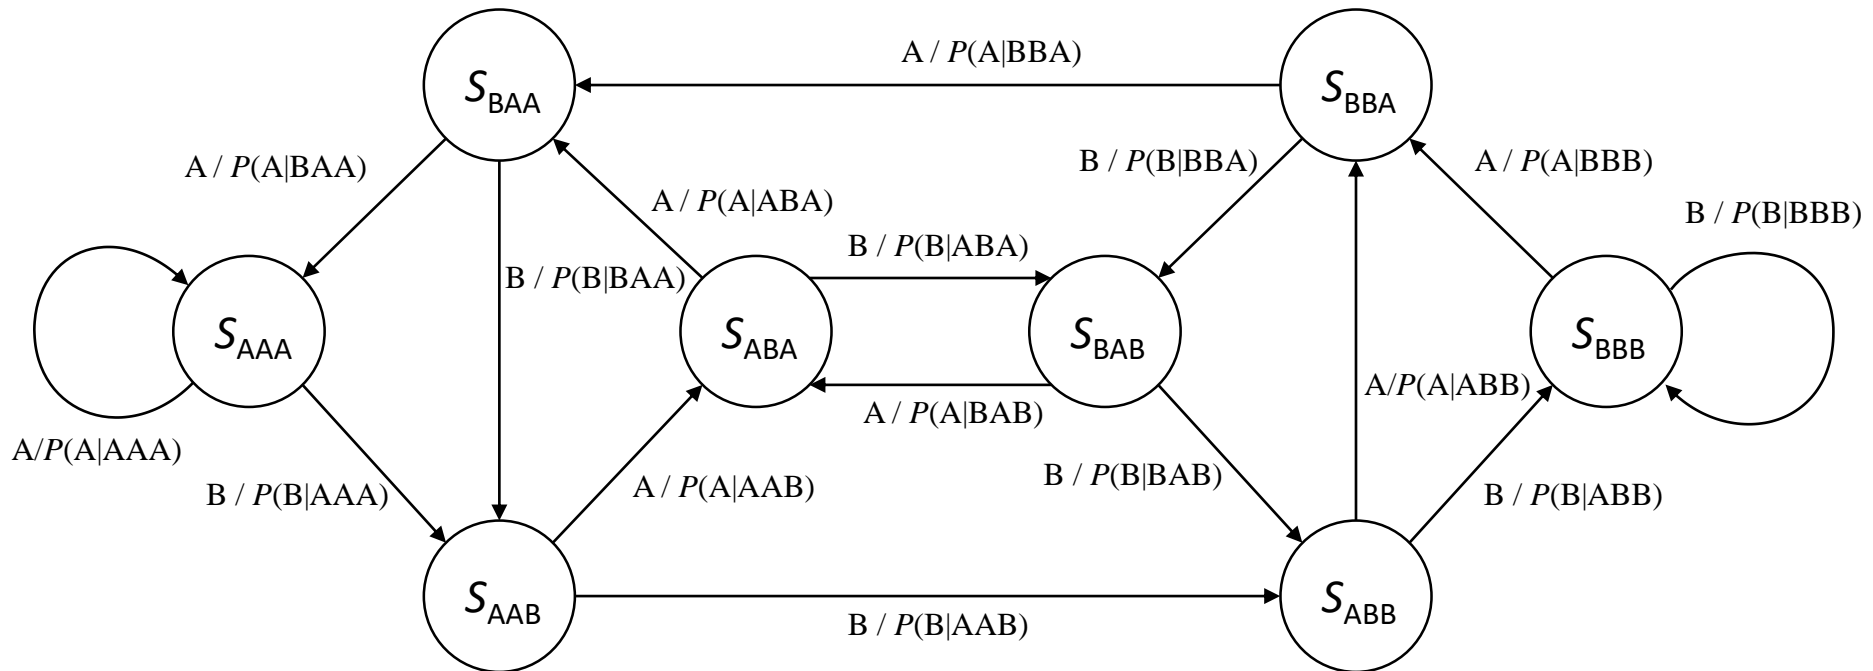 A / P(A|BBA)
S_BAA
S_BBA
A / P(A|BAA)
B / P(B|BBA)
A / P(A|BBB)
A / P(A|ABA)
B / P(B|BBB)
B / P(B|ABA)
B / P(B|BAA)
S_AAA
S_ABA
S_BAB
S_BBB
A/P(A|ABB)
A / P(A|BAB)
A/P(A|AAA)
B / P(B|AAA)
A / P(A|AAB)
B / P(B|BAB)
B / P(B|ABB)
S_AAB
S_ABB
B / P(B|AAB)